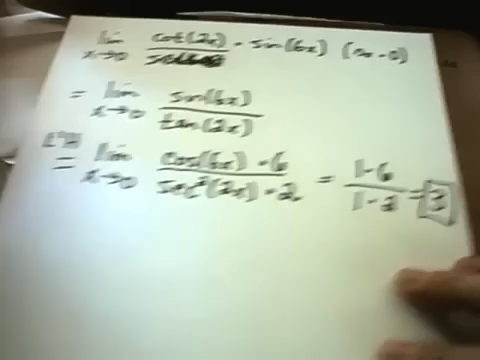 lim x→0 cot(2x) · sin(6x) (∞ · 0)
= lim x→0 sin(6x) / tan(2x)
L'H = lim x→0 cos(6x) · 6 / sec²(2x) · 2 = 1·6 / 1·2 = 3